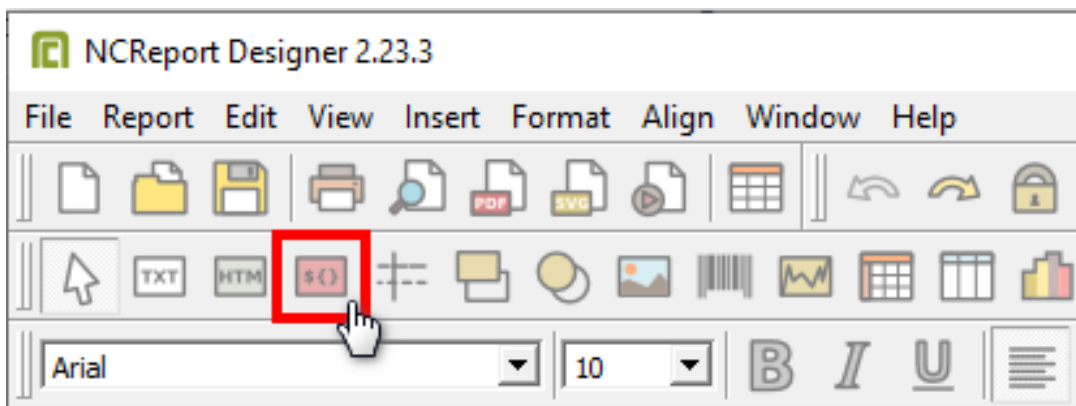 NCReport Designer 2.23.3
File Report Edit View Insert Format Align Window Help
PDF SVG
TXT HTM ${}
Arial 10 B I U